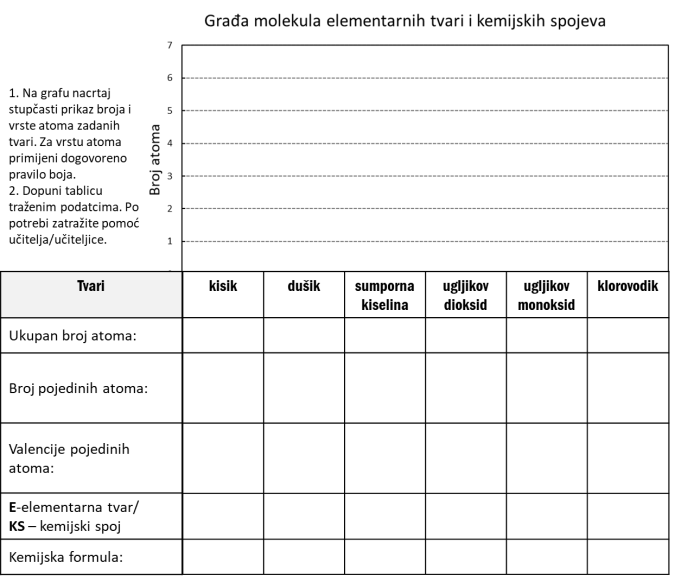 Građa molekula elementarnih tvari i kemijskih spojeva
1. Na grafu nacrtaj
stupčasti prikaz broja i
vrste atoma zadanih
tvari. Za vrstu atoma
primijeni dogovoreno
pravilo boja.
2. Dopuni tablicu
traženim podatcima. Po
potrebi zatražite pomoć
učitelja/učiteljice.
Broj atoma
7
6
5
4
3
2
1
Tvari kisik dušik sumporna kiselina ugljikov dioksid ugljikov monoksid klorovodik
Ukupan broj atoma:
Broj pojedinih atoma:
Valencije pojedinih
atoma:
E-elementarna tvar/
KS – kemijski spoj
Kemijska formula: